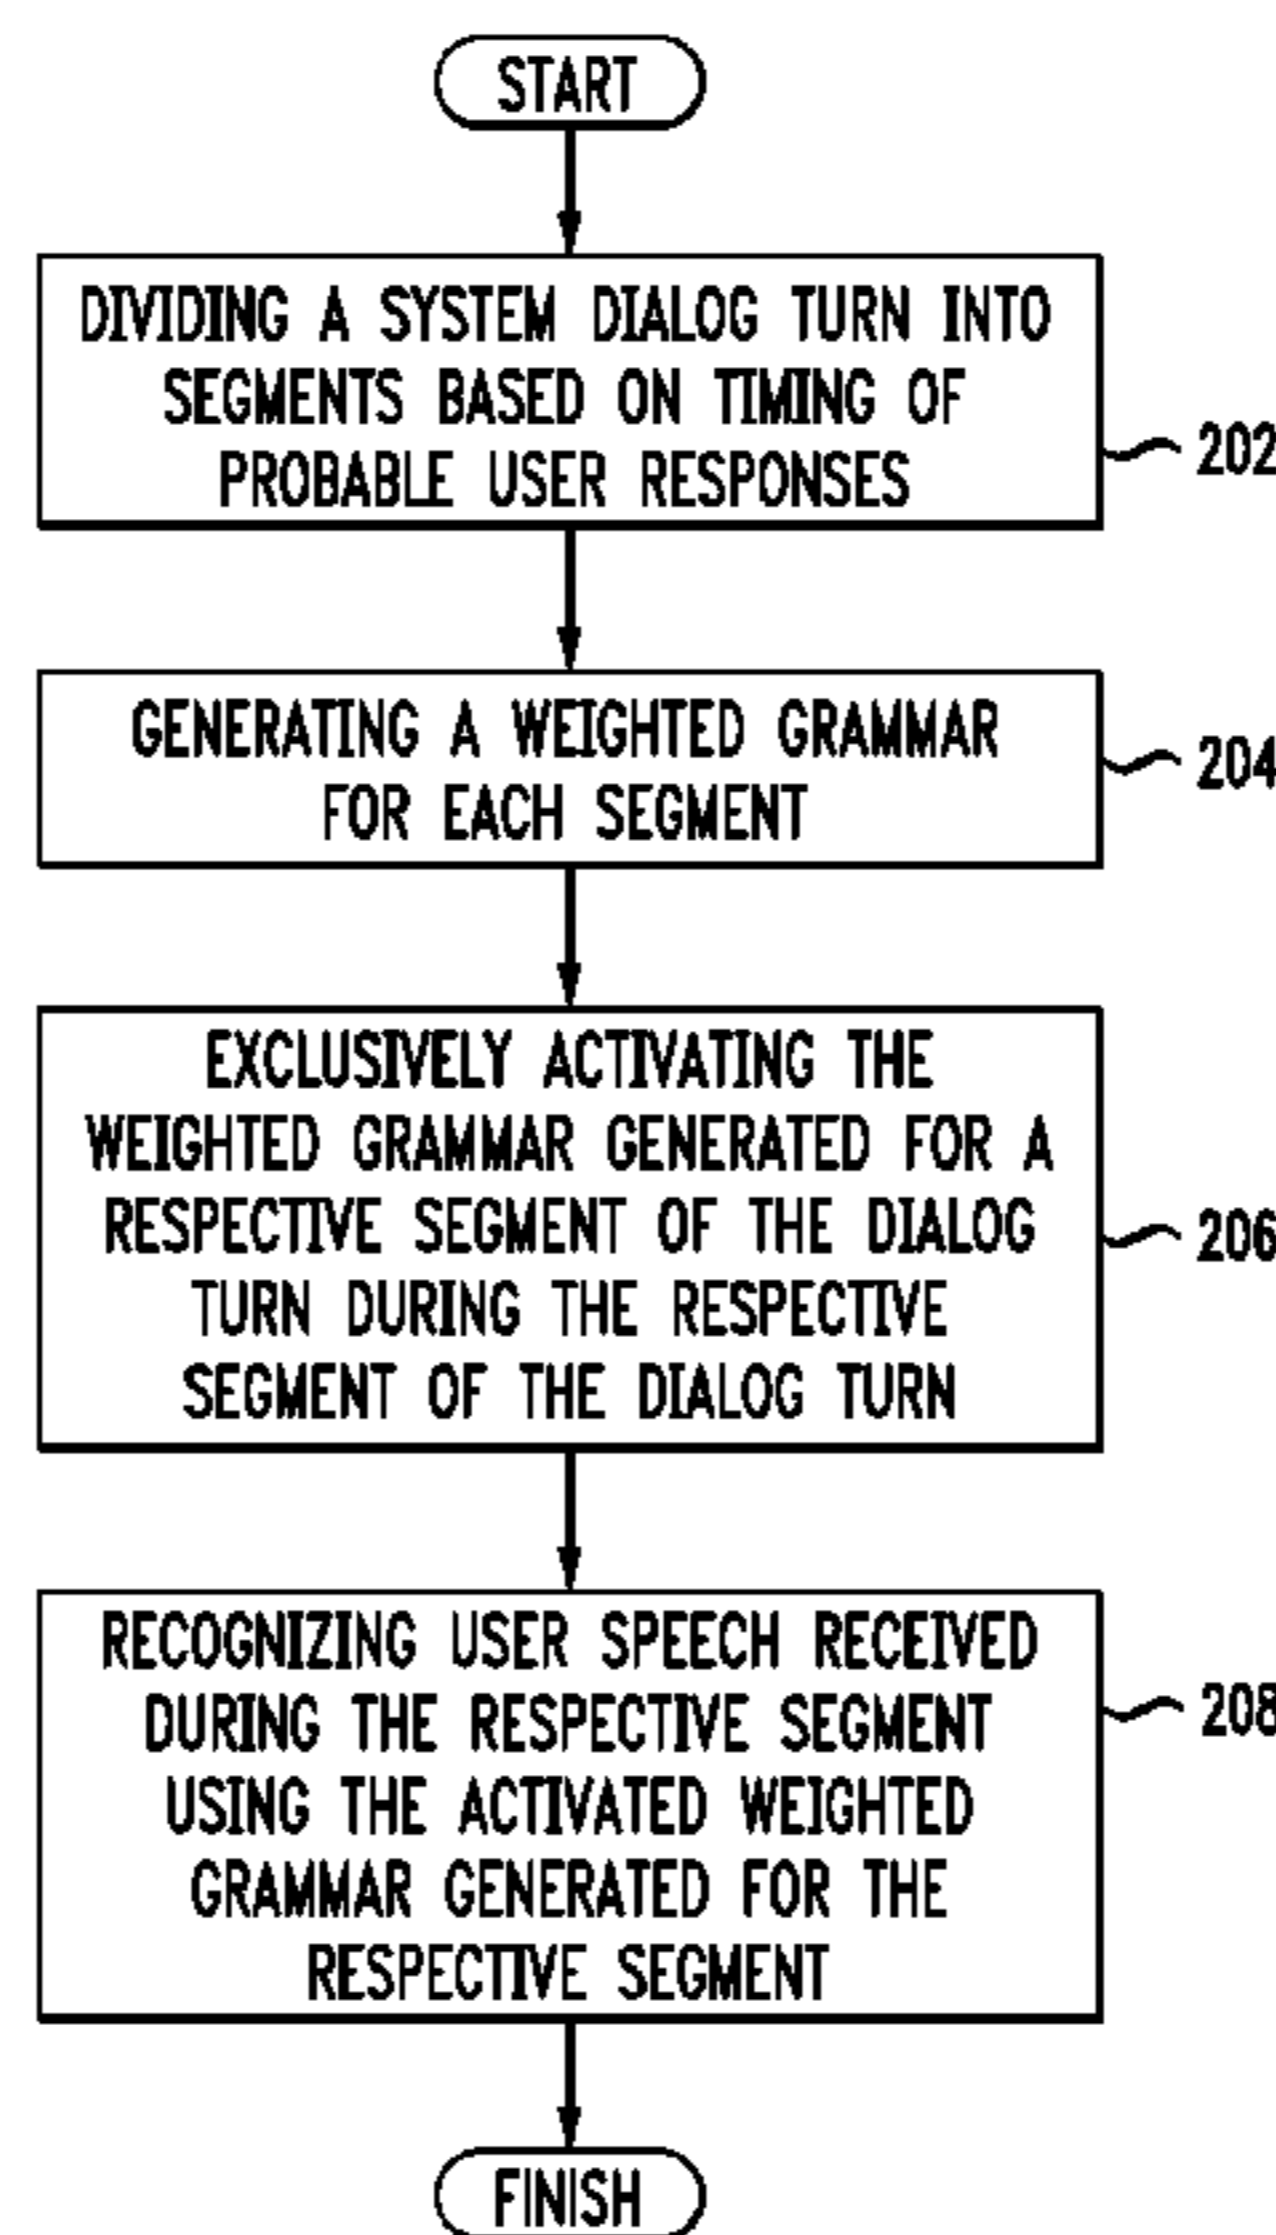 START
DIVIDING A SYSTEM DIALOG TURN INTO
SEGMENTS BASED ON TIMING OF
PROBABLE USER RESPONSES
202
GENERATING A WEIGHTED GRAMMAR
FOR EACH SEGMENT
204
EXCLUSIVELY ACTIVATING THE
WEIGHTED GRAMMAR GENERATED FOR A
RESPECTIVE SEGMENT OF THE DIALOG
TURN DURING THE RESPECTIVE
SEGMENT OF THE DIALOG TURN
206
RECOGNIZING USER SPEECH RECEIVED
DURING THE RESPECTIVE SEGMENT
USING THE ACTIVATED WEIGHTED
GRAMMAR GENERATED FOR THE
RESPECTIVE SEGMENT
208
FINISH